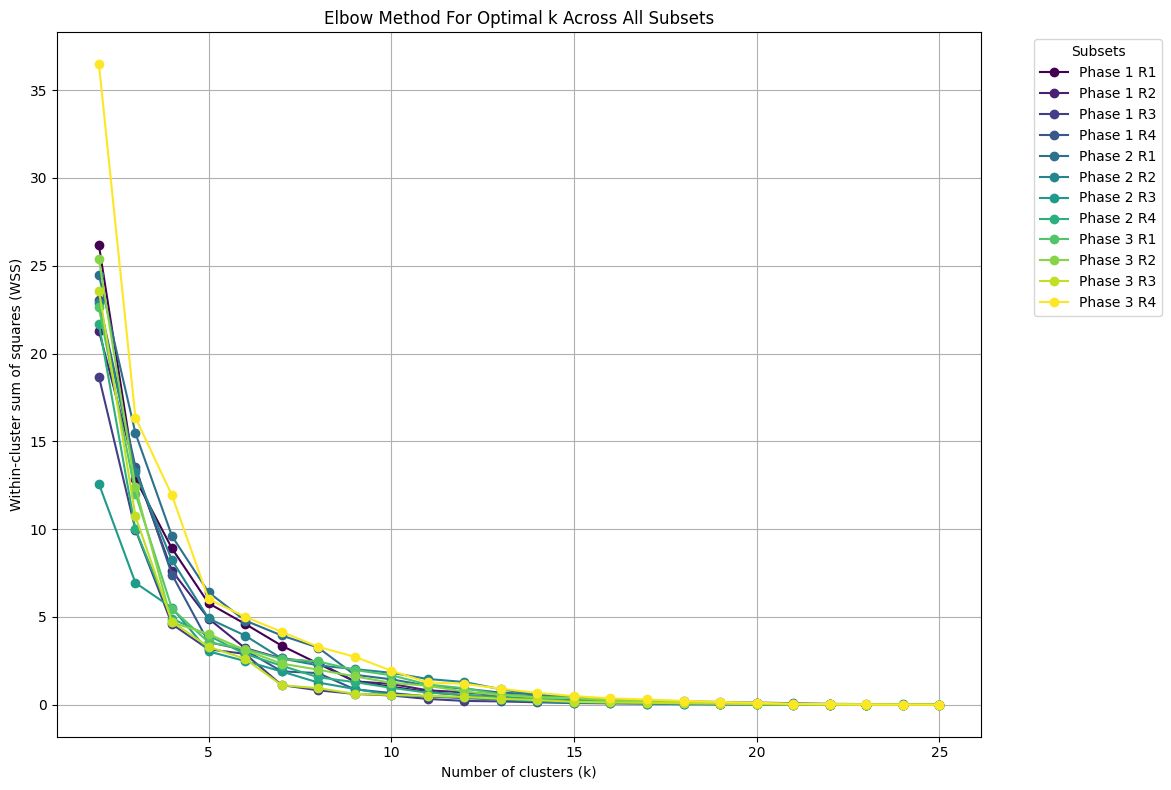 Elbow Method For Optimal k Across All Subsets
Within-cluster sum of squares (WSS)
35
30
25
20
15
10
5
0
5 10 15 20 25
Number of clusters (k)
Subsets
Phase 1 R1
Phase 1 R2
Phase 1 R3
Phase 1 R4
Phase 2 R1
Phase 2 R2
Phase 2 R3
Phase 2 R4
Phase 3 R1
Phase 3 R2
Phase 3 R3
Phase 3 R4